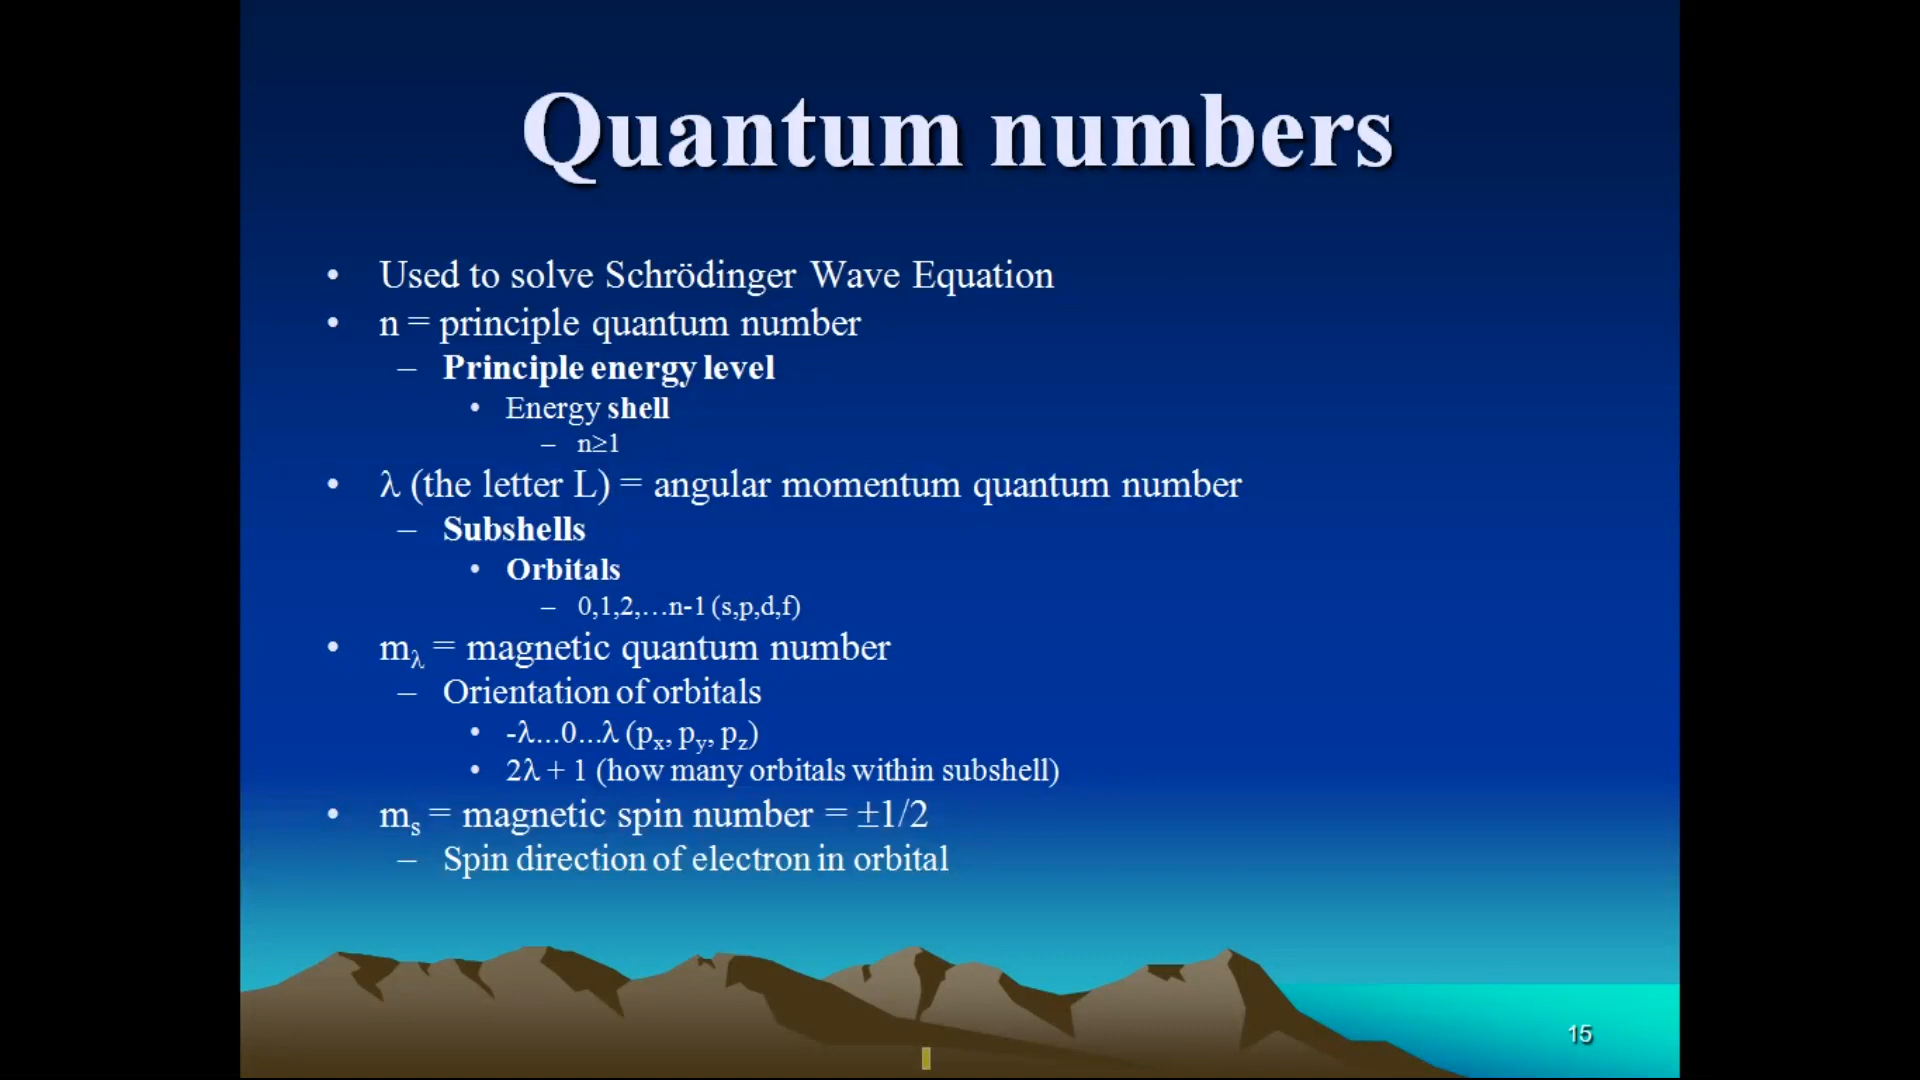 Quantum numbers
• Used to solve Schrödinger Wave Equation
• n = principle quantum number
– Principle energy level
• Energy shell
– n≥1
• λ (the letter L) = angular momentum quantum number
– Subshells
• Orbitals
– 0,1,2,…n-1 (s,p,d,f)
• mλ = magnetic quantum number
– Orientation of orbitals
• -λ...0...λ (px, py, pz)
• 2λ + 1 (how many orbitals within subshell)
• ms = magnetic spin number = ±1/2
– Spin direction of electron in orbital
15